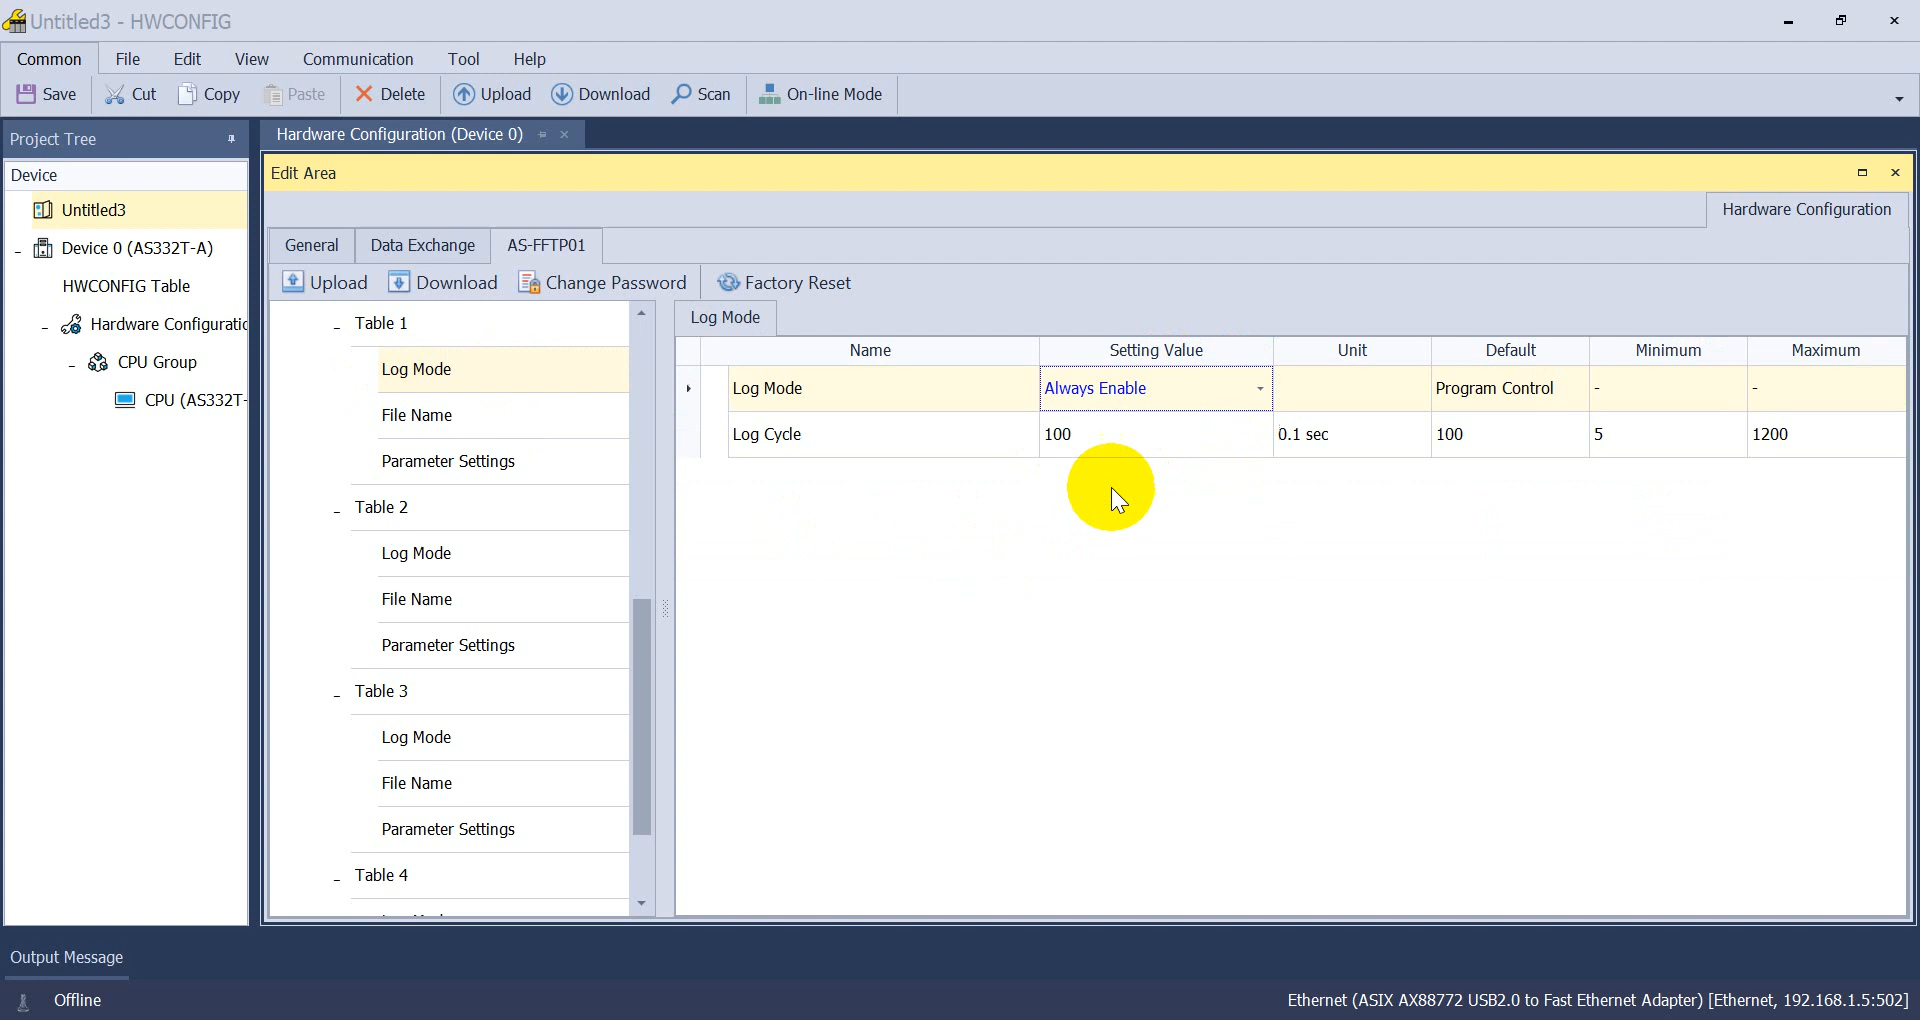 Untitled3 - HWCONFIG
Common File Edit View Communication Tool Help
Save Cut Copy Paste Delete Upload Download Scan On-line Mode
Project Tree
Hardware Configuration (Device 0)
Device
Edit Area
Untitled3
Hardware Configuration
Device 0 (AS332T-A)
General Data Exchange AS-FFTP01
HWCONFIG Table
Upload Download Change Password Factory Reset
Hardware Configuratic
CPU Group
CPU (AS332T-
Table 1
Log Mode
File Name
Parameter Settings
Table 2
Log Mode
File Name
Parameter Settings
Table 3
Log Mode
File Name
Parameter Settings
Table 4
Log Mode
Name Setting Value Unit Default Minimum Maximum
Log Mode Always Enable Program Control - -
Log Cycle 100 0.1 sec 100 5 1200
Output Message
Offline
Ethernet (ASIX AX88772 USB2.0 to Fast Ethernet Adapter) [Ethernet, 192.168.1.5:502]